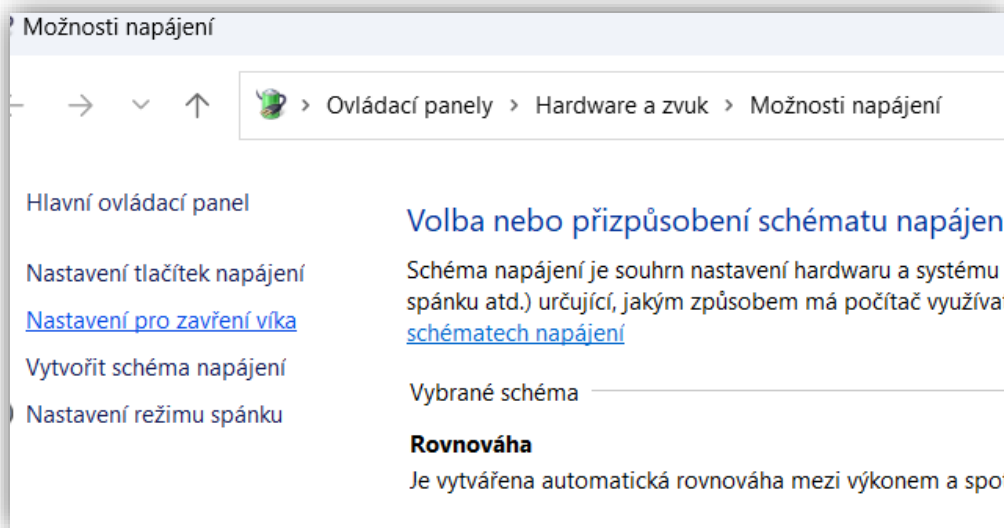 Možnosti napájení
Ovládací panely > Hardware a zvuk > Možnosti napájení
Hlavní ovládací panel
Nastavení tlačítek napájení
Nastavení pro zavření víka
Vytvořit schéma napájení
Nastavení režimu spánku
Volba nebo přizpůsobení schématu napájen
Schéma napájení je souhrn nastavení hardwaru a systému
spánku atd.) určující, jakým způsobem má počítač využíva
schématech napájení
Vybrané schéma
Rovnováha
Je vytvářena automatická rovnováha mezi výkonem a spo